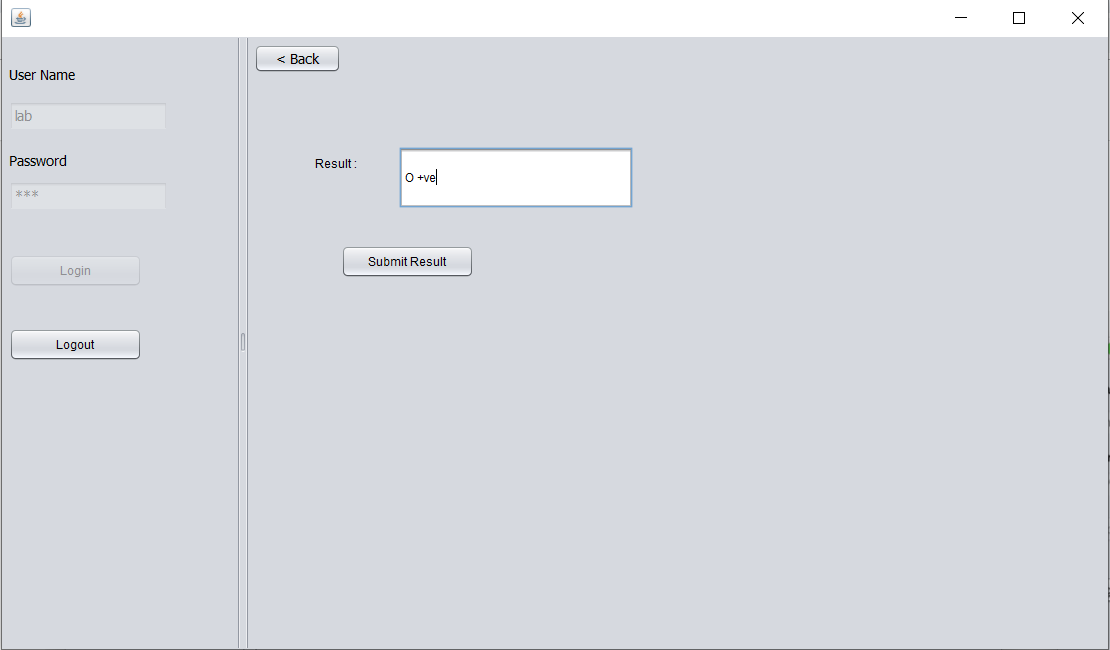 User Name
lab
Password
***
Login
Logout
< Back
Result :
O +ve
Submit Result